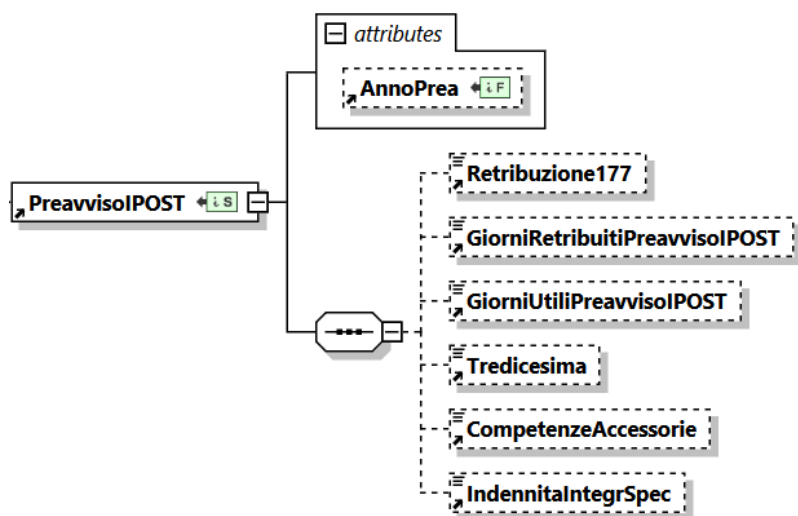 attributes
AnnoPrea i F
PreavvisoIPOST i S
Retribuzione177
GiorniRetribuitiPreavvisoIPOST
GiorniUtiliPreavvisoIPOST
Tredicesima
CompetenzeAccessorie
IndennitaIntegrSpec